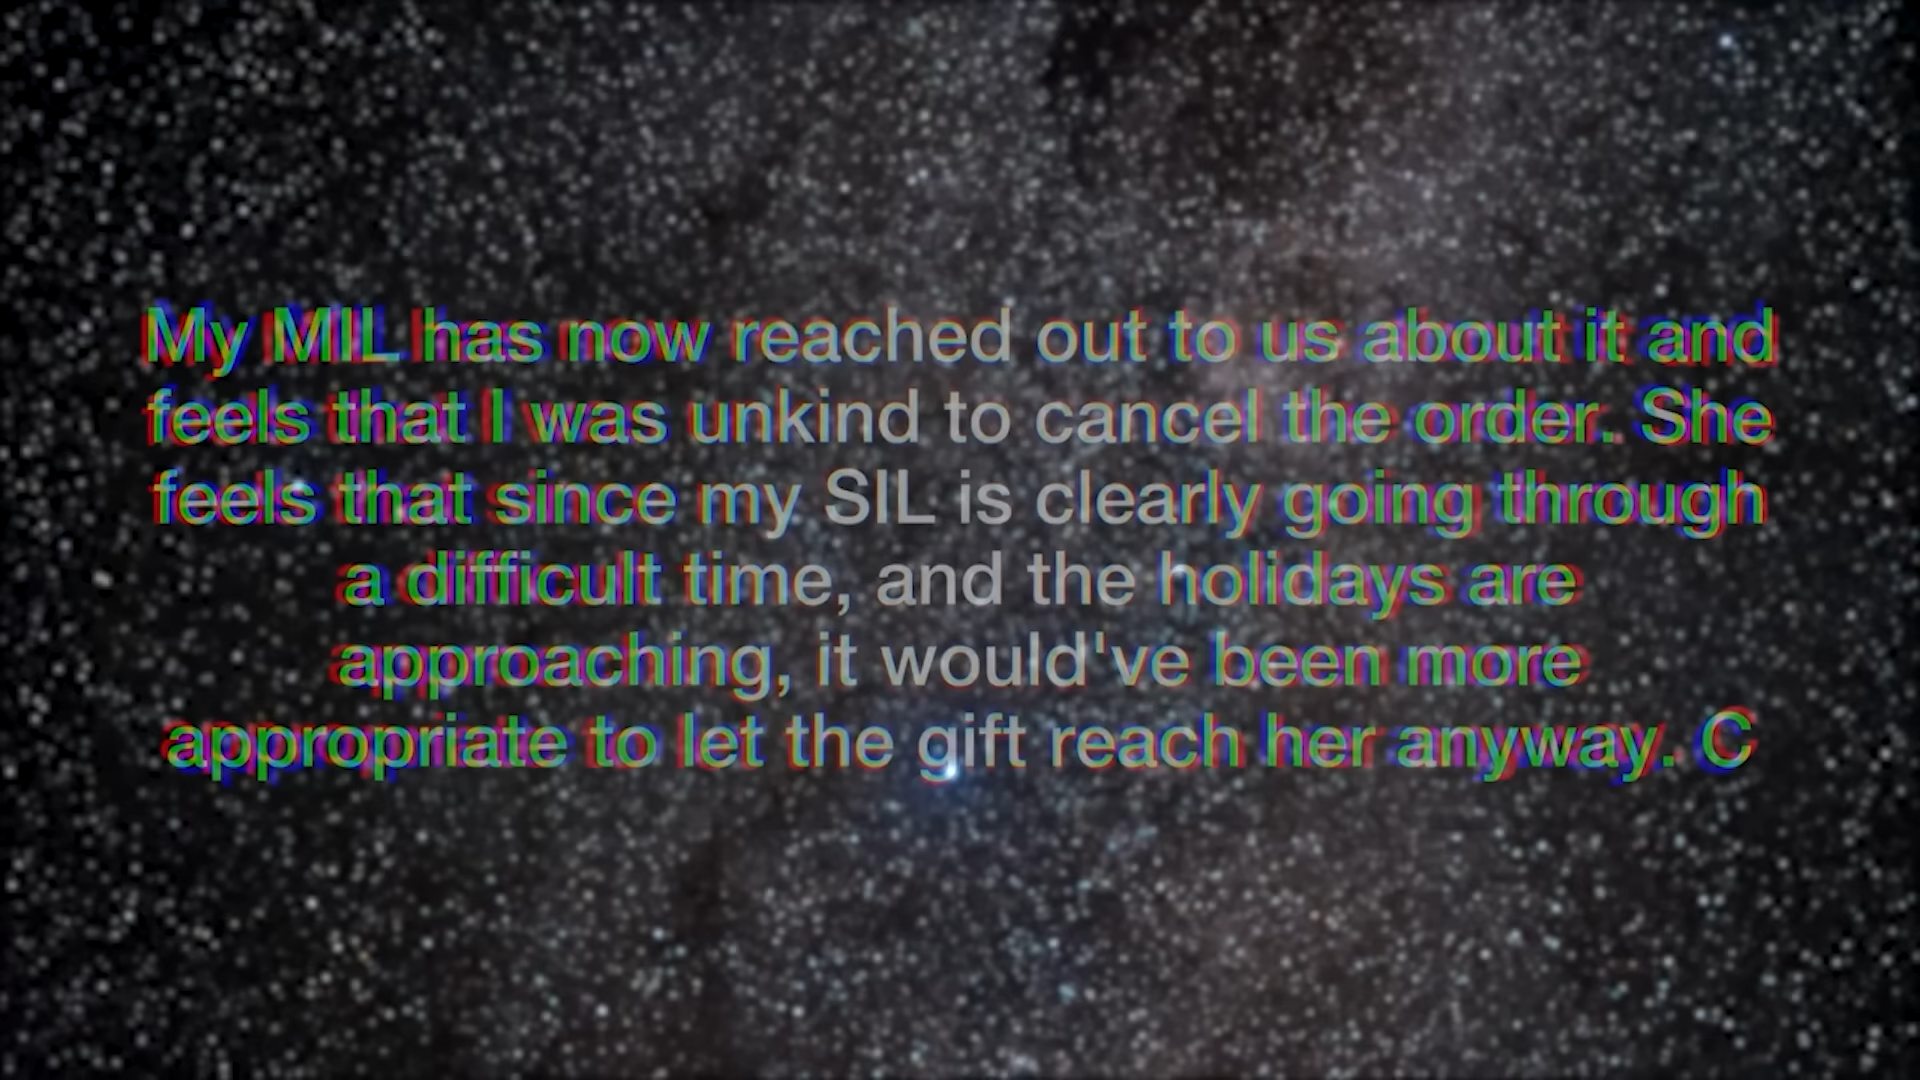 My MIL has now reached out to us about it and
feels that I was unkind to cancel the order. She
feels that since my SIL is clearly going through
a difficult time, and the holidays are
approaching, it would've been more
appropriate to let the gift reach her anyway. C